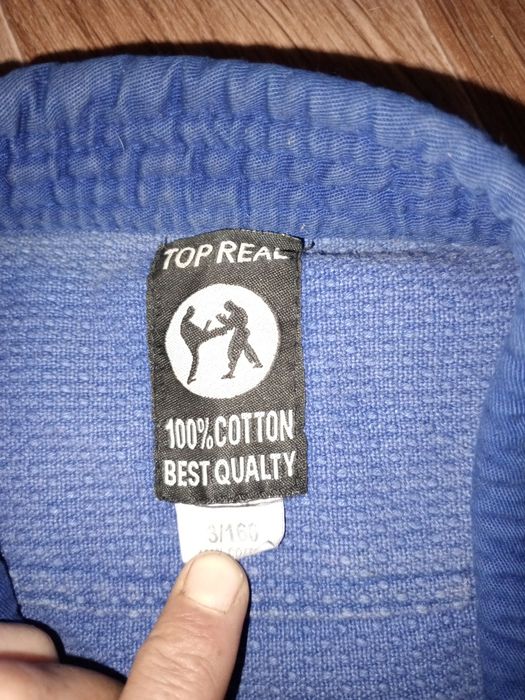 TOP REAL
100% COTTON
BEST QUALTY
3/160